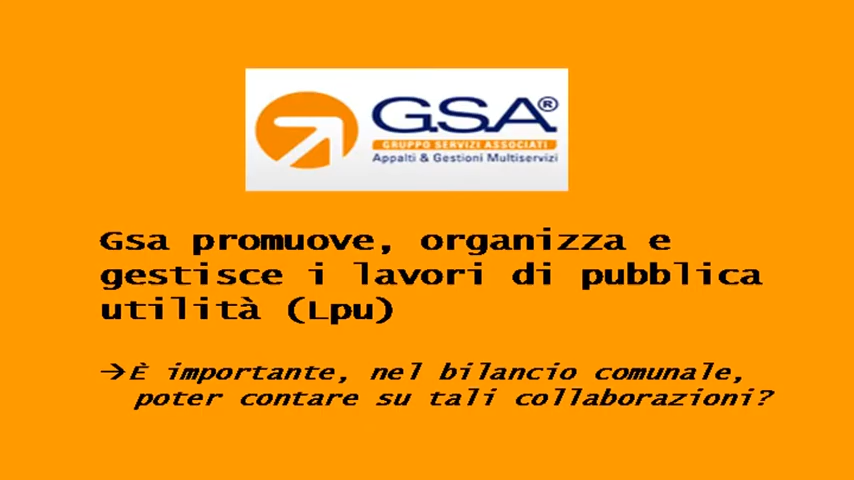 G.S.A.®
GRUPPO SERVIZI ASSOCIATI
Appalti & Gestioni Multiservizi
Gsa promuove, organizza e
gestisce i lavori di pubblica
utilità (Lpu)
→È importante, nel bilancio comunale,
poter contare su tali collaborazioni?